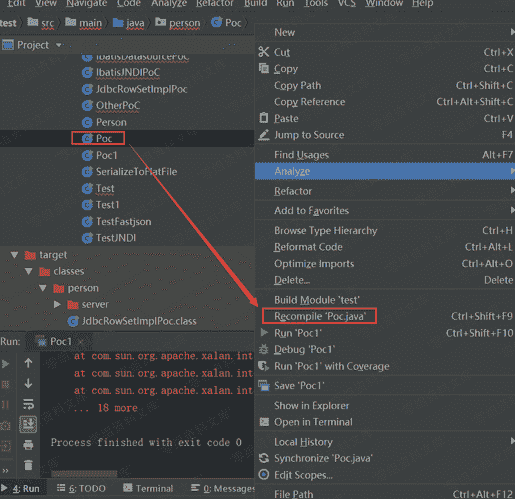 Edit View Navigate Code Analyze Refactor Build Run Tools VCS Window Help
test src main java person Poc
Project
IbatisDatasourcePoC
IbatisJNDIPoC
JdbcRowSetImplPoc
OtherPoC
Person
Poc
Poc1
SerializeToFlatFile
Test
Test1
TestFastjson
TestJNDI
target
classes
person
server
JdbcRowSetImplPoc.class
New
Cut Ctrl+X
Copy Ctrl+C
Copy Path Ctrl+Shift+C
Copy Reference Ctrl+Alt+Shift+C
Paste Ctrl+V
Jump to Source F4
Find Usages Alt+F7
Analyze
Refactor
Add to Favorites
Browse Type Hierarchy Ctrl+H
Reformat Code Ctrl+Alt+L
Optimize Imports Ctrl+Alt+O
Delete... Delete
Build Module 'test'
Recompile 'Poc.java' Ctrl+Shift+F9
Run 'Poc1' Ctrl+Shift+F10
Debug 'Poc1'
Run 'Poc1' with Coverage
Save 'Poc1'
Show in Explorer
Open in Terminal
Local History
Synchronize 'Poc.java'
Edit Scopes...
File Path Ctrl+Alt+F12
Run: Poc1
at com.sun.org.apache.xalan.int
at com.sun.org.apache.xalan.int
at com.sun.org.apache.xalan.int
... 18 more
Process finished with exit code 0
4: Run 6: TODO Terminal 0: Messages